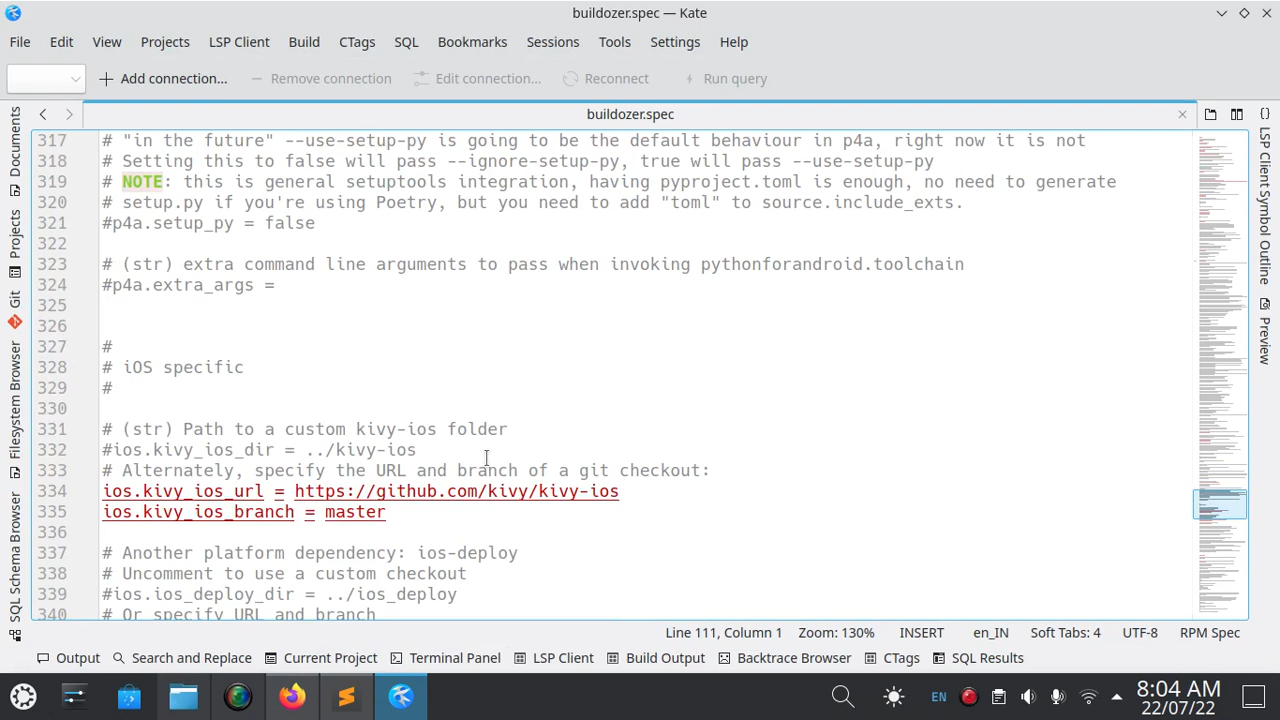 buildozer.spec — Kate
File Edit View Projects LSP Client Build CTags SQL Bookmarks Sessions Tools Settings Help
Add connection... Remove connection Edit connection... Reconnect Run query
buildozer.spec
317 # "in the future" --use-setup-py is going to be the default behaviour in p4a, right now it is not
318 # Setting this to false will pass --ignore-setup-py, true will pass --use-setup-py
319 # NOTE: this is general setuptools integration, having pyproject.toml is enough, no need to generate
320 # setup.py if you're using Poetry, but you need to add "toml" to source.include_exts.
321 #p4a.setup_py = false
322
323 # (str) extra command line arguments to pass when invoking pythonforandroid.toolchain
324 #p4a.extra_args =
325
326
327 #
328 # iOS specific
329 #
330
331 # (str) Path to a custom kivy-ios folder
332 #ios.kivy_ios_dir = ../kivy-ios
333 # Alternately, specify the URL and branch of a git checkout:
334 ios.kivy_ios_url = https://github.com/kivy/kivy-ios
335 ios.kivy_ios_branch = master
336
337 # Another platform dependency: ios-deploy
338 # Uncomment to use a custom checkout
339 #ios.ios_deploy_dir = ../ios_deploy
340 # Or specify URL and branch
Documents
Projects
Git
Filesystem Browser
SQL Schema Browser
LSP Client Symbol Outline
Preview
Line 111, Column 1 Zoom: 130% INSERT en_IN Soft Tabs: 4 UTF-8 RPM Spec
Output Search and Replace Current Project Terminal Panel LSP Client Build Output Backtrace Browser CTags SQL Results
EN
8:04 AM
22/07/22